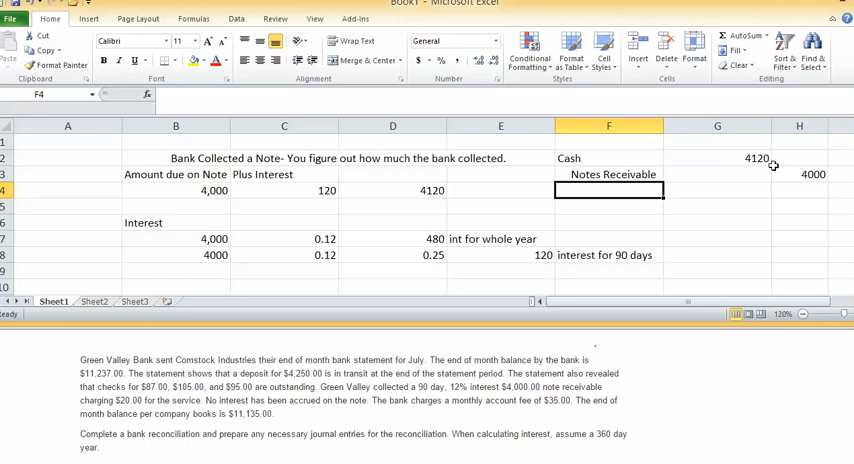 Book1 - Microsoft Excel
File Home Insert Page Layout Formulas Data Review View Add-Ins
Cut
Copy
Paste
Format Painter
Clipboard
Calibri 11
B I U
Font
Wrap Text
Merge & Center
Alignment
General
$ % ,
Number
Conditional Formatting
Format as Table
Cell Styles
Styles
Insert Delete Format
Cells
AutoSum
Fill
Clear
Sort & Filter
Find & Select
Editing
F4 fx
A B C D E F G H
1
2 Bank Collected a Note- You figure out how much the bank collected. Cash 4120
3 Amount due on Note Plus Interest Notes Receivable 4000
4 4,000 120 4120
5
6 Interest
7 4,000 0.12 480 int for whole year
8 4000 0.12 0.25 120 interest for 90 days
9
10
Sheet1 Sheet2 Sheet3
Ready 120%
Green Valley Bank sent Comstock Industries their end of month bank statement for July. The end of month balance by the bank is
$11,237.00. The statement shows that a deposit for $4,250.00 is in transit at the end of the statement period. The statement also revealed
that checks for $87.00, $105.00, and $95.00 are outstanding. Green Valley collected a 90 day, 12% interest $4,000.00 note receivable
charging $20.00 for the service. No interest has been accrued on the note. The bank charges a monthly account fee of $35.00. The end of
month balance per company books is $11,135.00.
Complete a bank reconciliation and prepare any necessary journal entries for the reconciliation. When calculating interest, assume a 360 day
year.